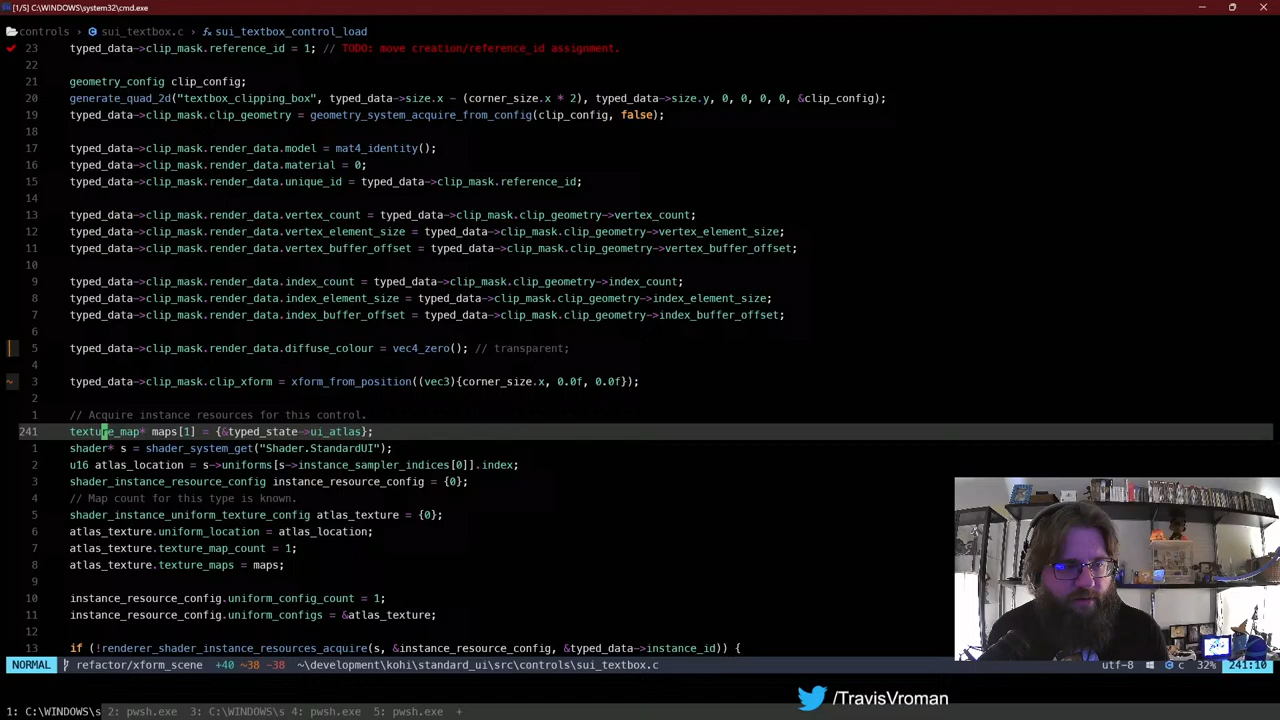 [1/5] C:\WINDOWS\system32\cmd.exe
controls › C sui_textbox.c › fx sui_textbox_control_load
23 typed_data->clip_mask.reference_id = 1; // TODO: move creation/reference_id assignment.
22
21 geometry_config clip_config;
20 generate_quad_2d("textbox_clipping_box", typed_data->size.x - (corner_size.x * 2), typed_data->size.y, 0, 0, 0, 0, &clip_config);
19 typed_data->clip_mask.clip_geometry = geometry_system_acquire_from_config(clip_config, false);
18
17 typed_data->clip_mask.render_data.model = mat4_identity();
16 typed_data->clip_mask.render_data.material = 0;
15 typed_data->clip_mask.render_data.unique_id = typed_data->clip_mask.reference_id;
14
13 typed_data->clip_mask.render_data.vertex_count = typed_data->clip_mask.clip_geometry->vertex_count;
12 typed_data->clip_mask.render_data.vertex_element_size = typed_data->clip_mask.clip_geometry->vertex_element_size;
11 typed_data->clip_mask.render_data.vertex_buffer_offset = typed_data->clip_mask.clip_geometry->vertex_buffer_offset;
10
9 typed_data->clip_mask.render_data.index_count = typed_data->clip_mask.clip_geometry->index_count;
8 typed_data->clip_mask.render_data.index_element_size = typed_data->clip_mask.clip_geometry->index_element_size;
7 typed_data->clip_mask.render_data.index_buffer_offset = typed_data->clip_mask.clip_geometry->index_buffer_offset;
6
5 typed_data->clip_mask.render_data.diffuse_colour = vec4_zero(); // transparent;
4
~ 3 typed_data->clip_mask.clip_xform = xform_from_position((vec3){corner_size.x, 0.0f, 0.0f});
2
1 // Acquire instance resources for this control.
241 texture_map* maps[1] = {&typed_state->ui_atlas};
1 shader* s = shader_system_get("Shader.StandardUI");
2 u16 atlas_location = s->uniforms[s->instance_sampler_indices[0]].index;
3 shader_instance_resource_config instance_resource_config = {0};
4 // Map count for this type is known.
5 shader_instance_uniform_texture_config atlas_texture = {0};
6 atlas_texture.uniform_location = atlas_location;
7 atlas_texture.texture_map_count = 1;
8 atlas_texture.texture_maps = maps;
9
10 instance_resource_config.uniform_config_count = 1;
11 instance_resource_config.uniform_configs = &atlas_texture;
12
if (!renderer_shader_instance_resources_acquire(s, &instance_resource_config, &typed_data->instance_id)) {
NORMAL refactor/xform_scene +40 ~38 -38 ~\development\kohi\standard_ui\src\controls\sui_textbox.c utf-8 C c 32% 241:10
/TravisVroman
1: C:\WINDOWS\s 2: pwsh.exe 3: C:\WINDOWS\s 4: pwsh.exe 5: pwsh.exe +